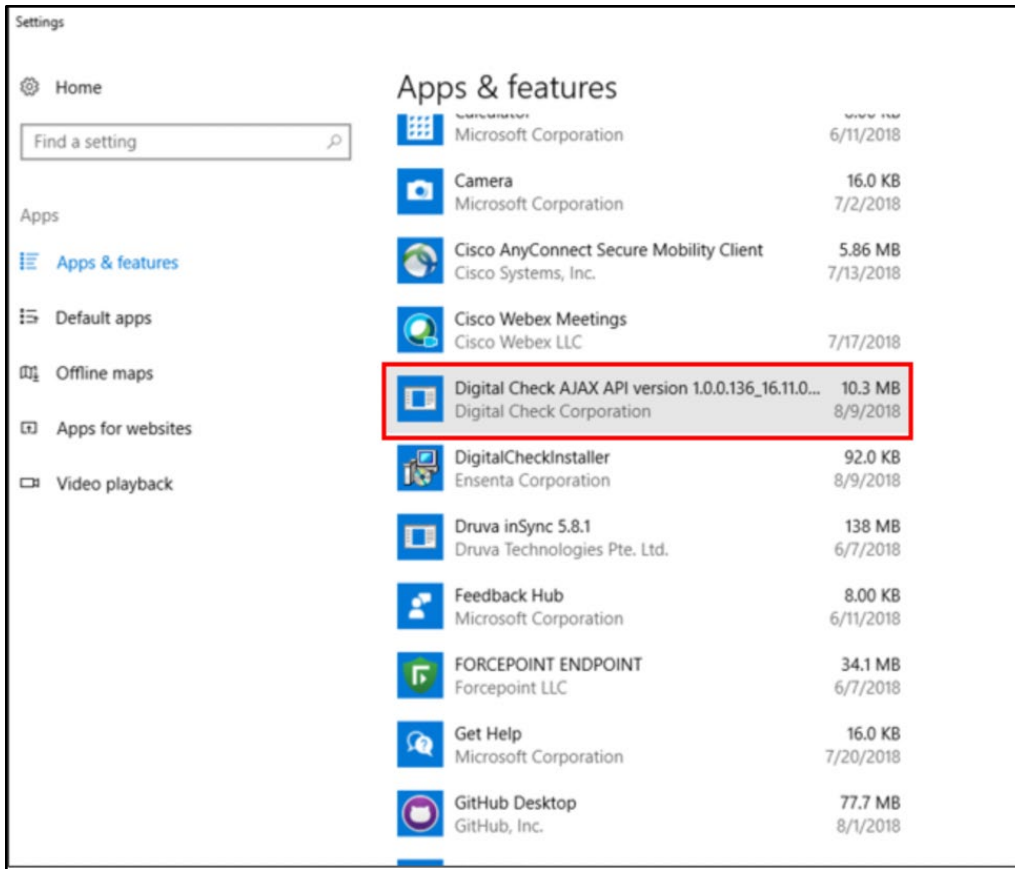 Settings
Home
Find a setting
Apps
Apps & features
Default apps
Offline maps
Apps for websites
Video playback
Apps & features
Calculator
Microsoft Corporation 6/11/2018
Camera 16.0 KB
Microsoft Corporation 7/2/2018
Cisco AnyConnect Secure Mobility Client 5.86 MB
Cisco Systems, Inc. 7/13/2018
Cisco Webex Meetings
Cisco Webex LLC 7/17/2018
Digital Check AJAX API version 1.0.0.136_16.11.0... 10.3 MB
Digital Check Corporation 8/9/2018
DigitalCheckInstaller 92.0 KB
Ensenta Corporation 8/9/2018
Druva inSync 5.8.1 138 MB
Druva Technologies Pte. Ltd. 6/7/2018
Feedback Hub 8.00 KB
Microsoft Corporation 6/11/2018
FORCEPOINT ENDPOINT 34.1 MB
Forcepoint LLC 6/7/2018
Get Help 16.0 KB
Microsoft Corporation 7/20/2018
GitHub Desktop 77.7 MB
GitHub, Inc. 8/1/2018